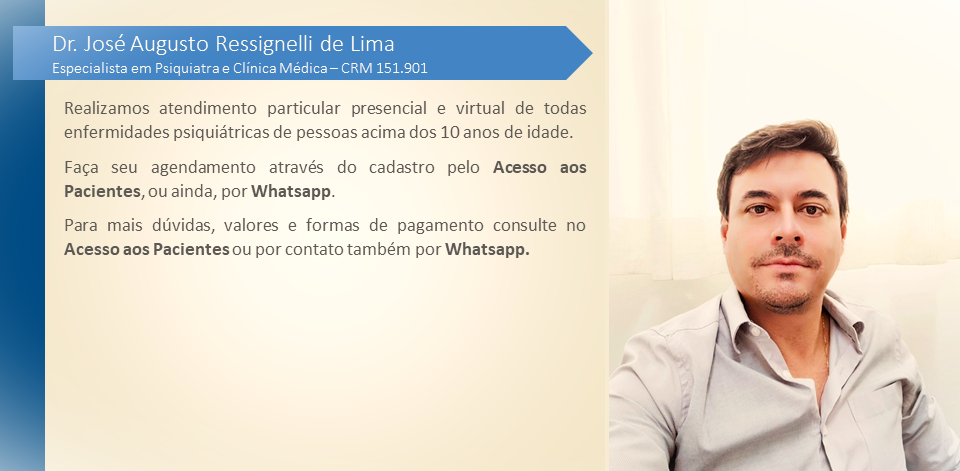 Dr. José Augusto Ressignelli de Lima
Especialista em Psiquiatra e Clínica Médica – CRM 151.901
Realizamos atendimento particular presencial e virtual de todas
enfermidades psiquiátricas de pessoas acima dos 10 anos de idade.
Faça seu agendamento através do cadastro pelo Acesso aos
Pacientes, ou ainda, por Whatsapp.
Para mais dúvidas, valores e formas de pagamento consulte no
Acesso aos Pacientes ou por contato também por Whatsapp.